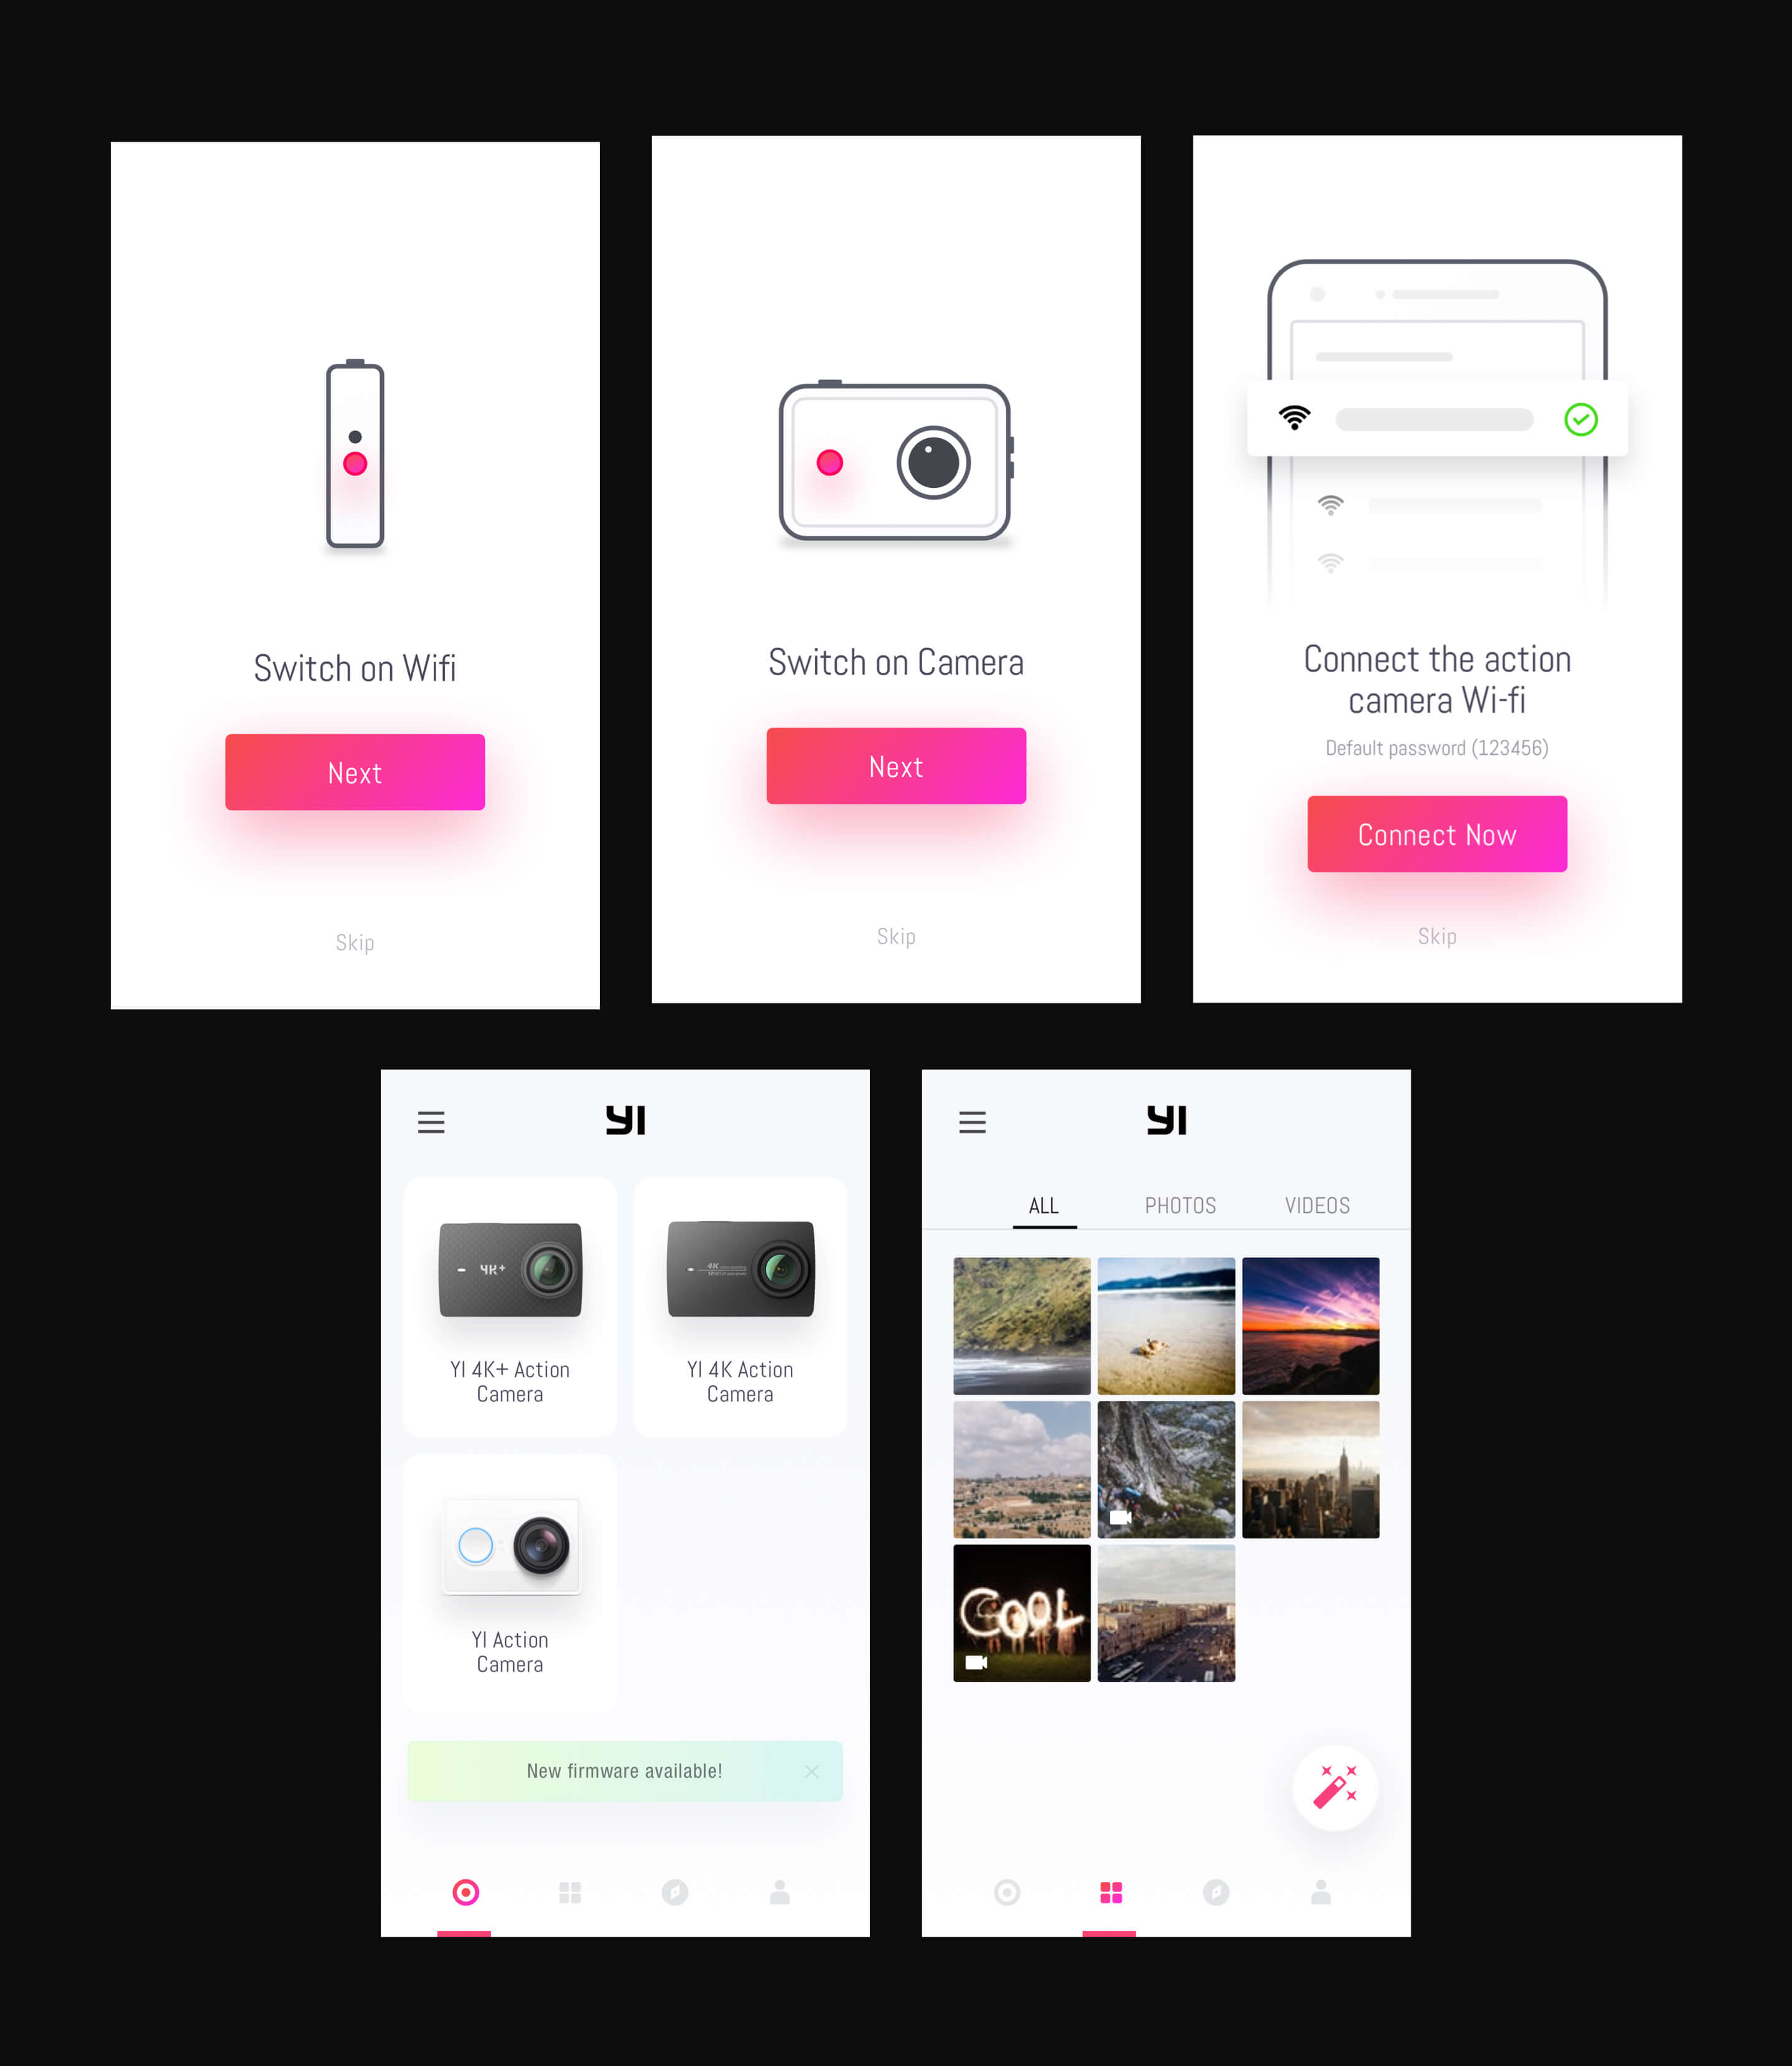 Switch on Wifi
Next
Skip
Switch on Camera
Next
Skip
Connect the action
camera Wi-fi
Default password (123456)
Connect Now
Skip
YI
4K+
YI 4K+ Action
Camera
4K
YI 4K Action
Camera
YI Action
Camera
New firmware available!
YI
ALL
PHOTOS
VIDEOS
COOL